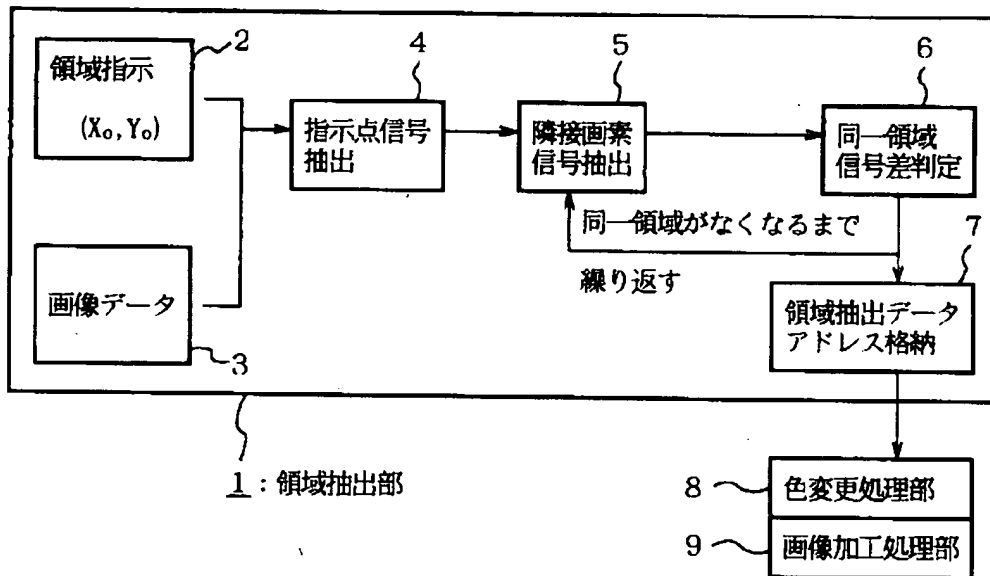 2
領域指示
(X₀, Y₀)
画像データ
3
4
指示点信号
抽出
5
隣接画素
信号抽出
6
同一領域
信号差判定
同一領域がなくなるまで
繰り返す
7
領域抽出データ
アドレス格納
1:領域抽出部
8
色変更処理部
9
画像加工処理部